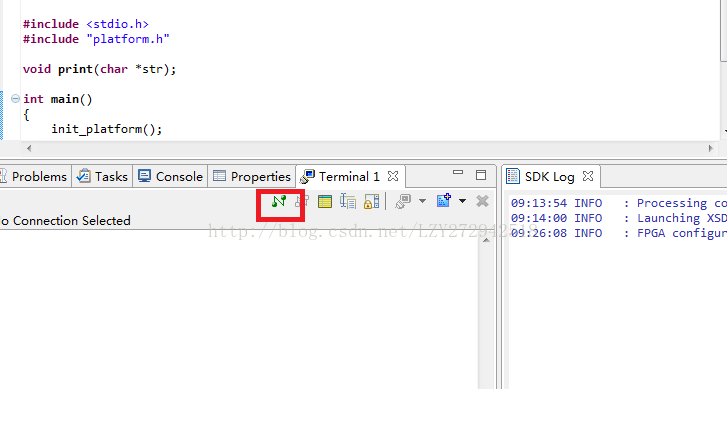 #include <stdio.h>
#include "platform.h"
void print(char *str);
int main()
{
init_platform();
Problems Tasks Console Properties Terminal 1 SDK Log
o Connection Selected
09:13:54 INFO : Processing co
09:14:00 INFO : Launching XSD
09:26:08 INFO : FPGA configur
http://blog.csdn.net/LZY272942518